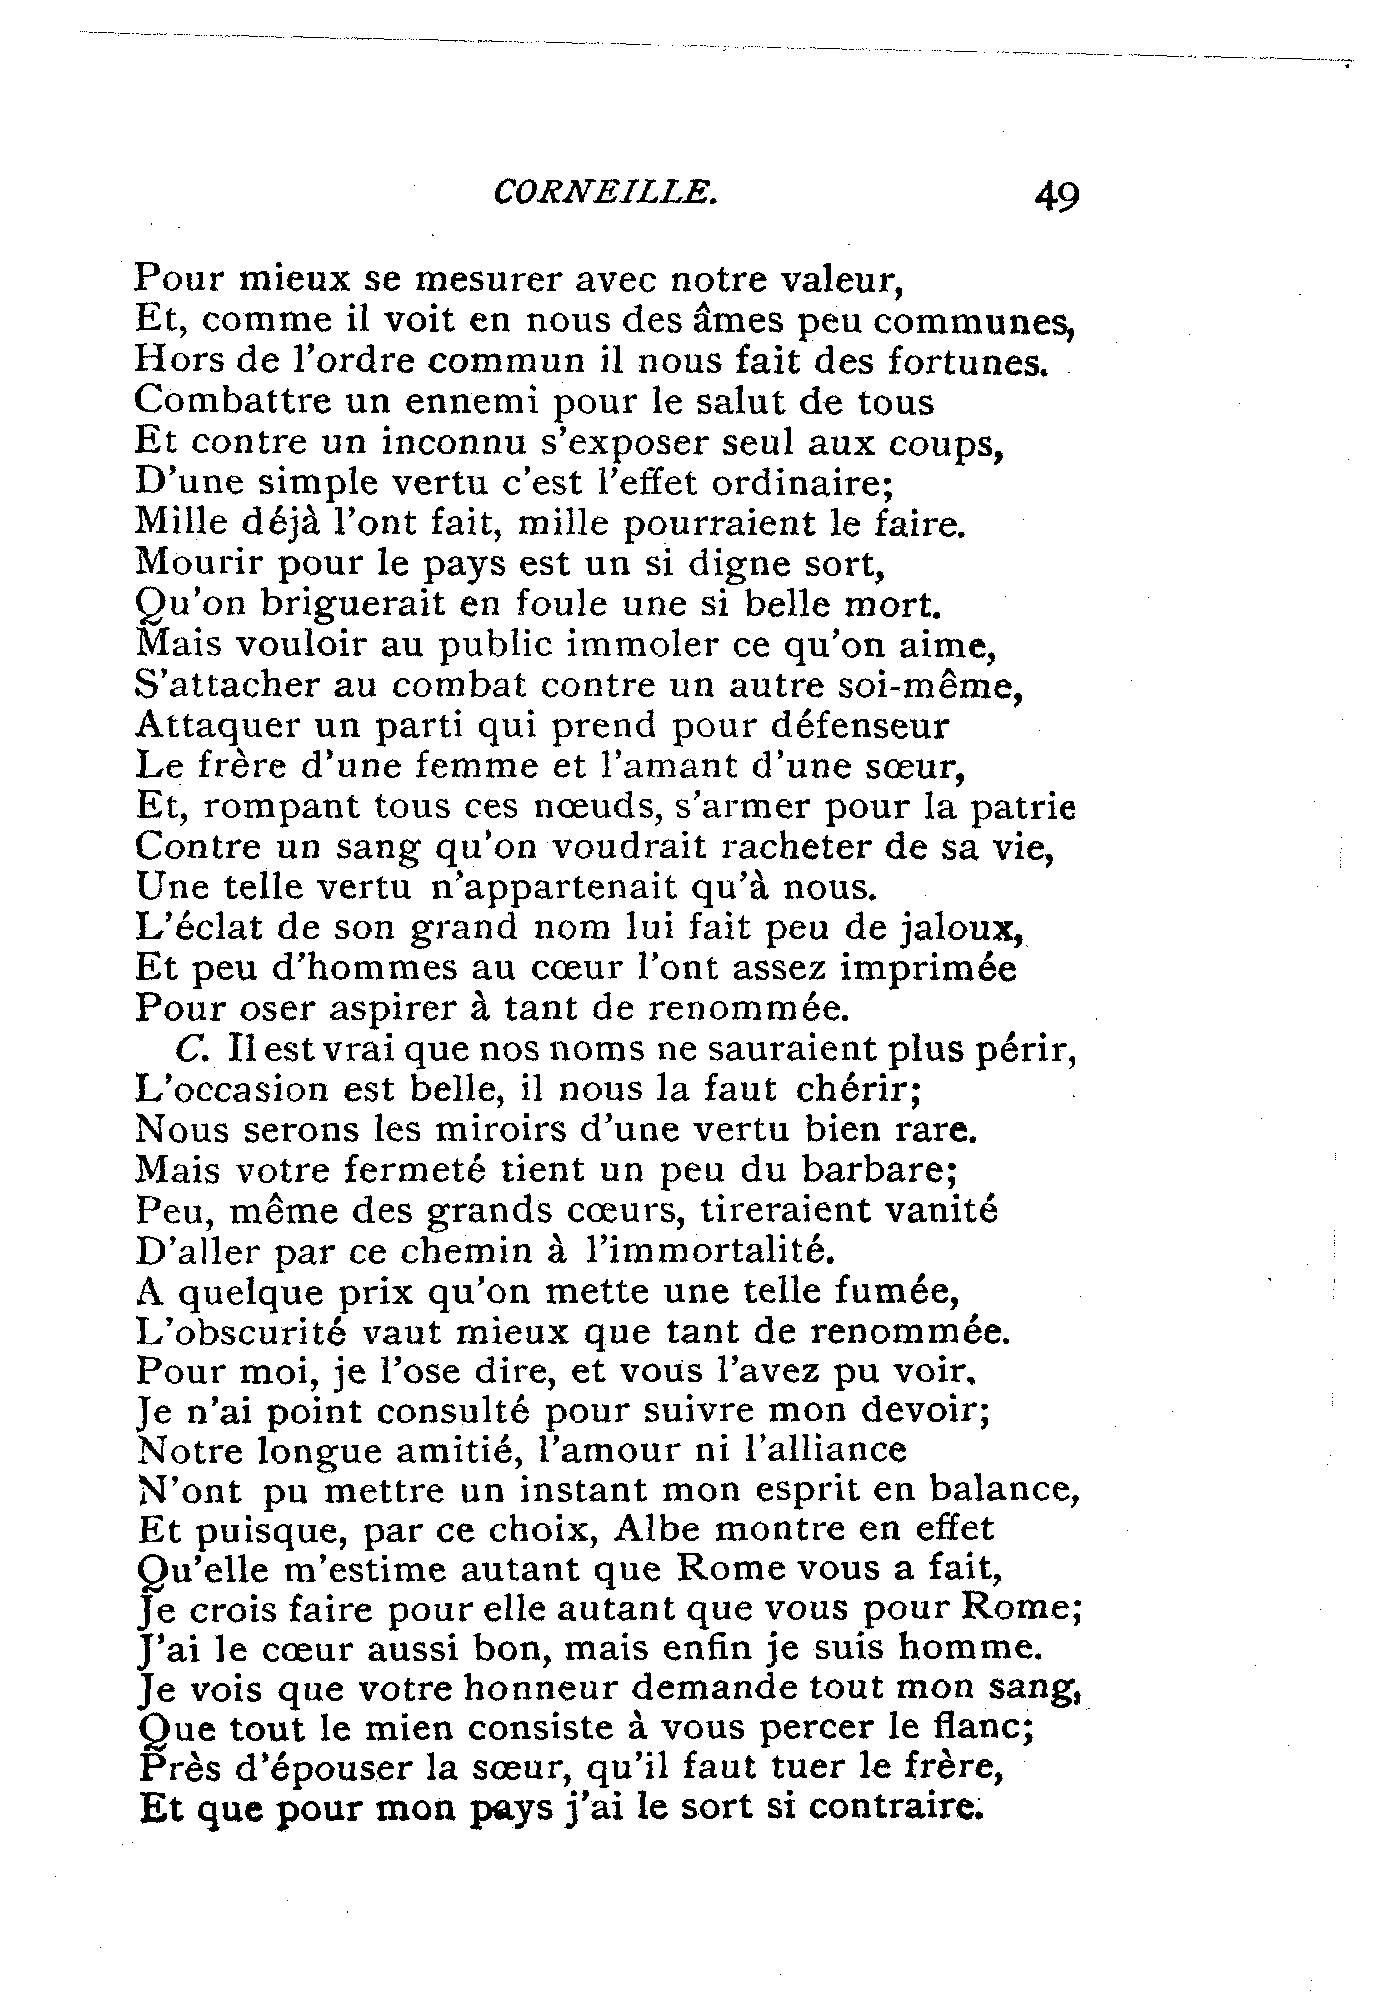 CORNEILLE. 49
Pour mieux se mesurer avec notre valeur,
Et, comme il voit en nous des âmes peu communes,
Hors de l'ordre commun il nous fait des fortunes.
Combattre un ennemi pour le salut de tous
Et contre un inconnu s'exposer seul aux coups,
D'une simple vertu c'est l'effet ordinaire;
Mille déjà l'ont fait, mille pourraient le faire.
Mourir pour le pays est un si digne sort,
Qu'on briguerait en foule une si belle mort.
Mais vouloir au public immoler ce qu'on aime,
S'attacher au combat contre un autre soi-même,
Attaquer un parti qui prend pour défenseur
Le frère d'une femme et l'amant d'une sœur,
Et, rompant tous ces nœuds, s'armer pour la patrie
Contre un sang qu'on voudrait racheter de sa vie,
Une telle vertu n'appartenait qu'à nous.
L'éclat de son grand nom lui fait peu de jaloux,
Et peu d'hommes au cœur l'ont assez imprimée
Pour oser aspirer à tant de renommée.
C. Il est vrai que nos noms ne sauraient plus périr,
L'occasion est belle, il nous la faut chérir;
Nous serons les miroirs d'une vertu bien rare.
Mais votre fermeté tient un peu du barbare;
Peu, même des grands cœurs, tireraient vanité
D'aller par ce chemin à l'immortalité.
A quelque prix qu'on mette une telle fumée,
L'obscurité vaut mieux que tant de renommée.
Pour moi, je l'ose dire, et vous l'avez pu voir,
Je n'ai point consulté pour suivre mon devoir;
Notre longue amitié, l'amour ni l'alliance
N'ont pu mettre un instant mon esprit en balance,
Et puisque, par ce choix, Albe montre en effet
Qu'elle m'estime autant que Rome vous a fait,
Je crois faire pour elle autant que vous pour Rome;
J'ai le cœur aussi bon, mais enfin je suis homme.
Je vois que votre honneur demande tout mon sang,
Que tout le mien consiste à vous percer le flanc;
Près d'épouser la sœur, qu'il faut tuer le frère,
Et que pour mon pays j'ai le sort si contraire.